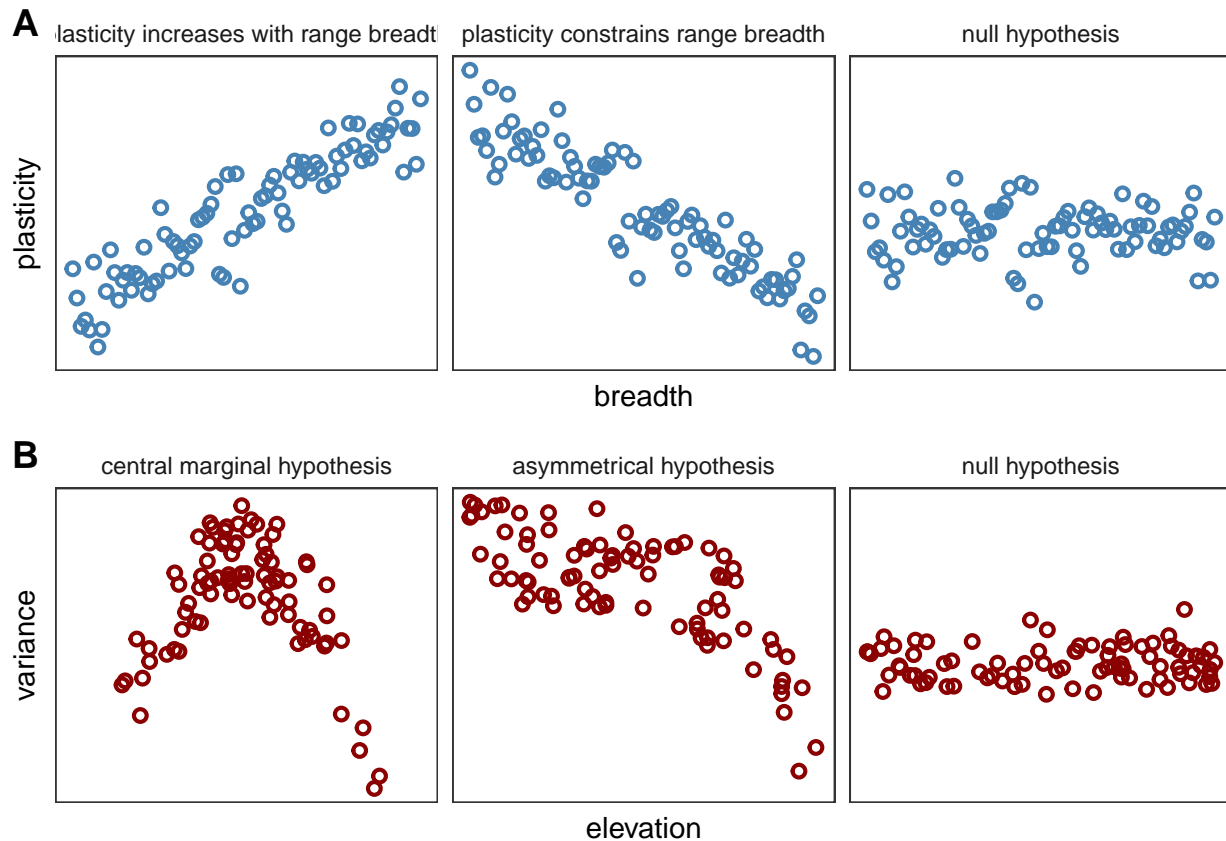 A
lasticity increases with range breadt
plasticity constrains range breadth
null hypothesis
plasticity
breadth
B
central marginal hypothesis
asymmetrical hypothesis
null hypothesis
variance
elevation